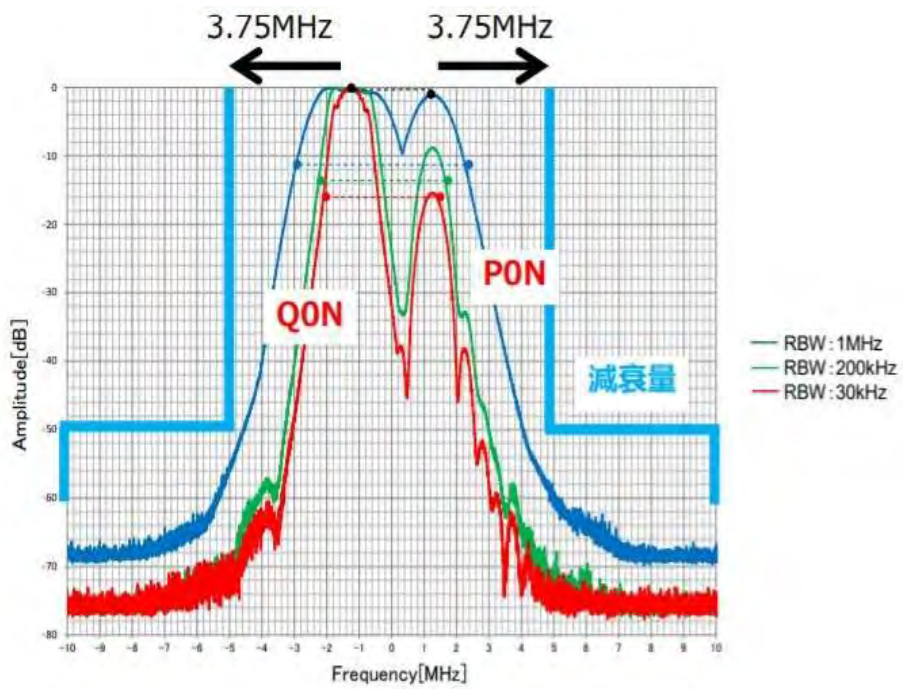 3.75MHz
3.75MHz
0
-10
-20
-30
-40
-50
-60
-70
-80
Amplitude[dB]
Q0N
P0N
減衰量
RBW:1MHz
RBW:200kHz
RBW:30kHz
-10 -9 -8 -7 -6 -5 -4 -3 -2 -1 0 1 2 3 4 5 6 7 8 9 10
Frequency[MHz]